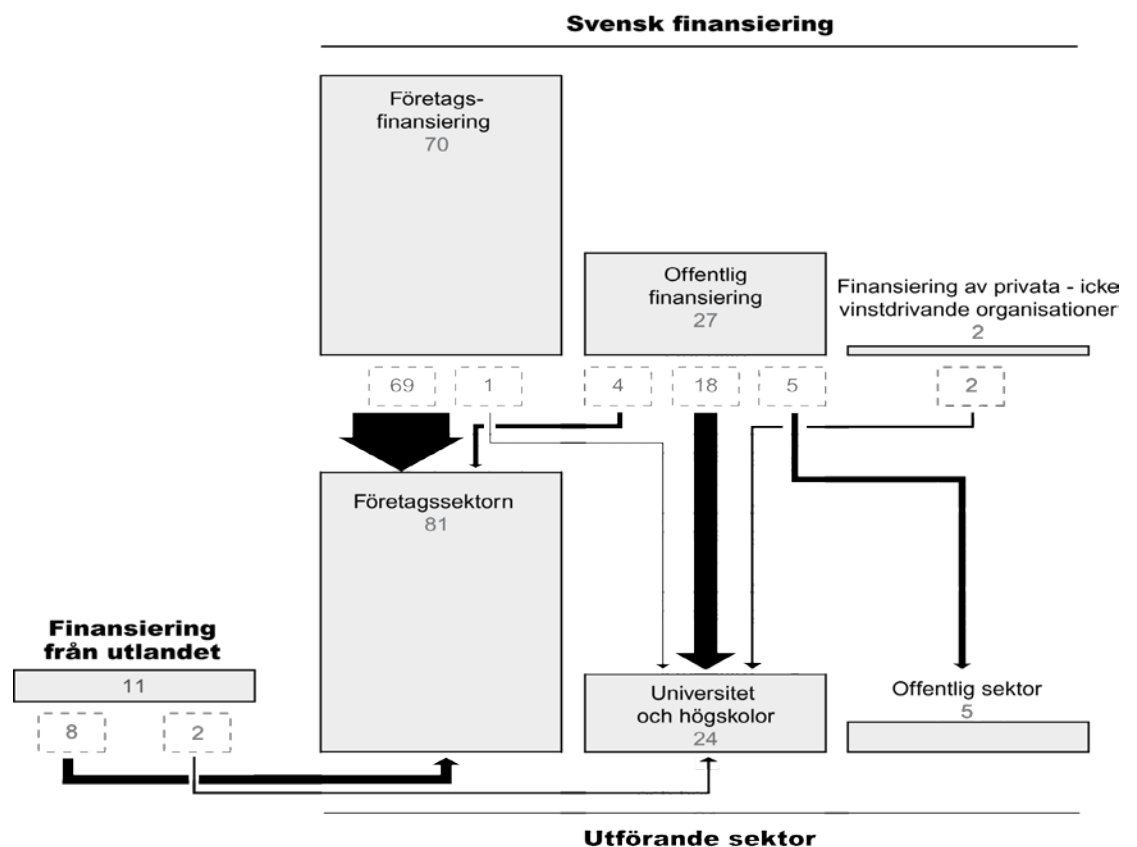 Svensk finansiering
Företags-
finansiering
70
Offentlig
finansiering
27
Finansiering av privata - icke
vinstdrivande organisationer
2
69
1
4
18
5
2
Företagssektorn
81
Finansiering
från utlandet
11
8
2
Universitet
och högskolor
24
Offentlig sektor
5
Utförande sektor